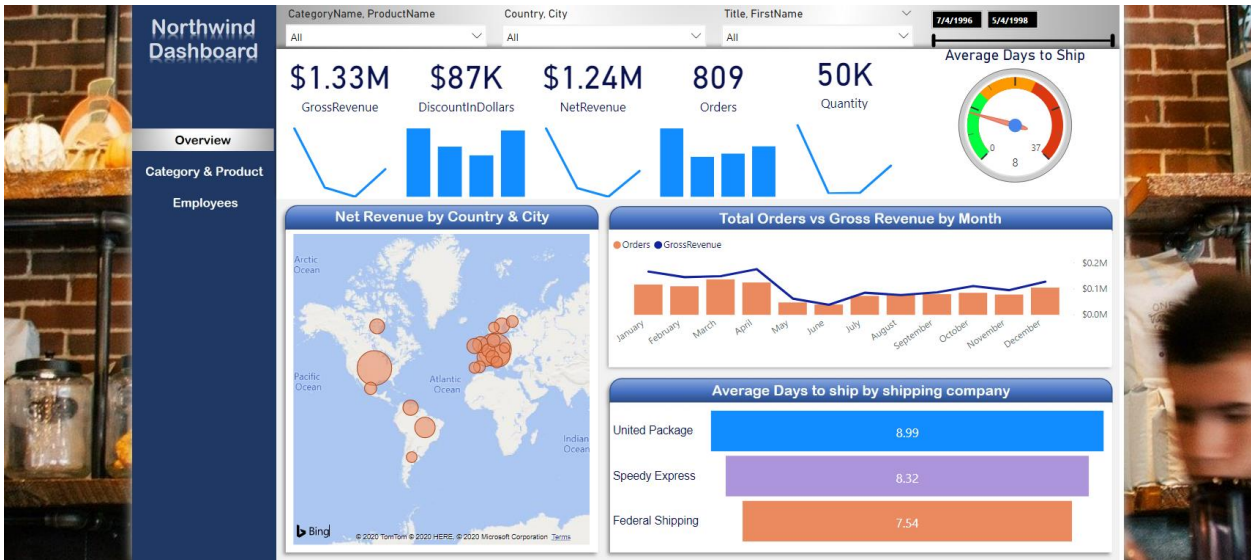 Northwind
Dashboard
Overview
Category & Product
Employees
CategoryName, ProductName
All
Country, City
All
Title, FirstName
All
7/4/1996
5/4/1998
$1.33M
GrossRevenue
$87K
DiscountInDollars
$1.24M
NetRevenue
809
Orders
50K
Quantity
Average Days to Ship
0
37
8
Net Revenue by Country & City
Arctic
Ocean
Pacific
Ocean
Atlantic
Ocean
Indian
Ocean
Bing
© 2020 TomTom © 2020 HERE, © 2020 Microsoft Corporation Terms
Total Orders vs Gross Revenue by Month
Orders GrossRevenue
$0.2M
$0.1M
$0.0M
January February March April May June July August September October November December
Average Days to ship by shipping company
United Package 8.99
Speedy Express 8.32
Federal Shipping 7.54